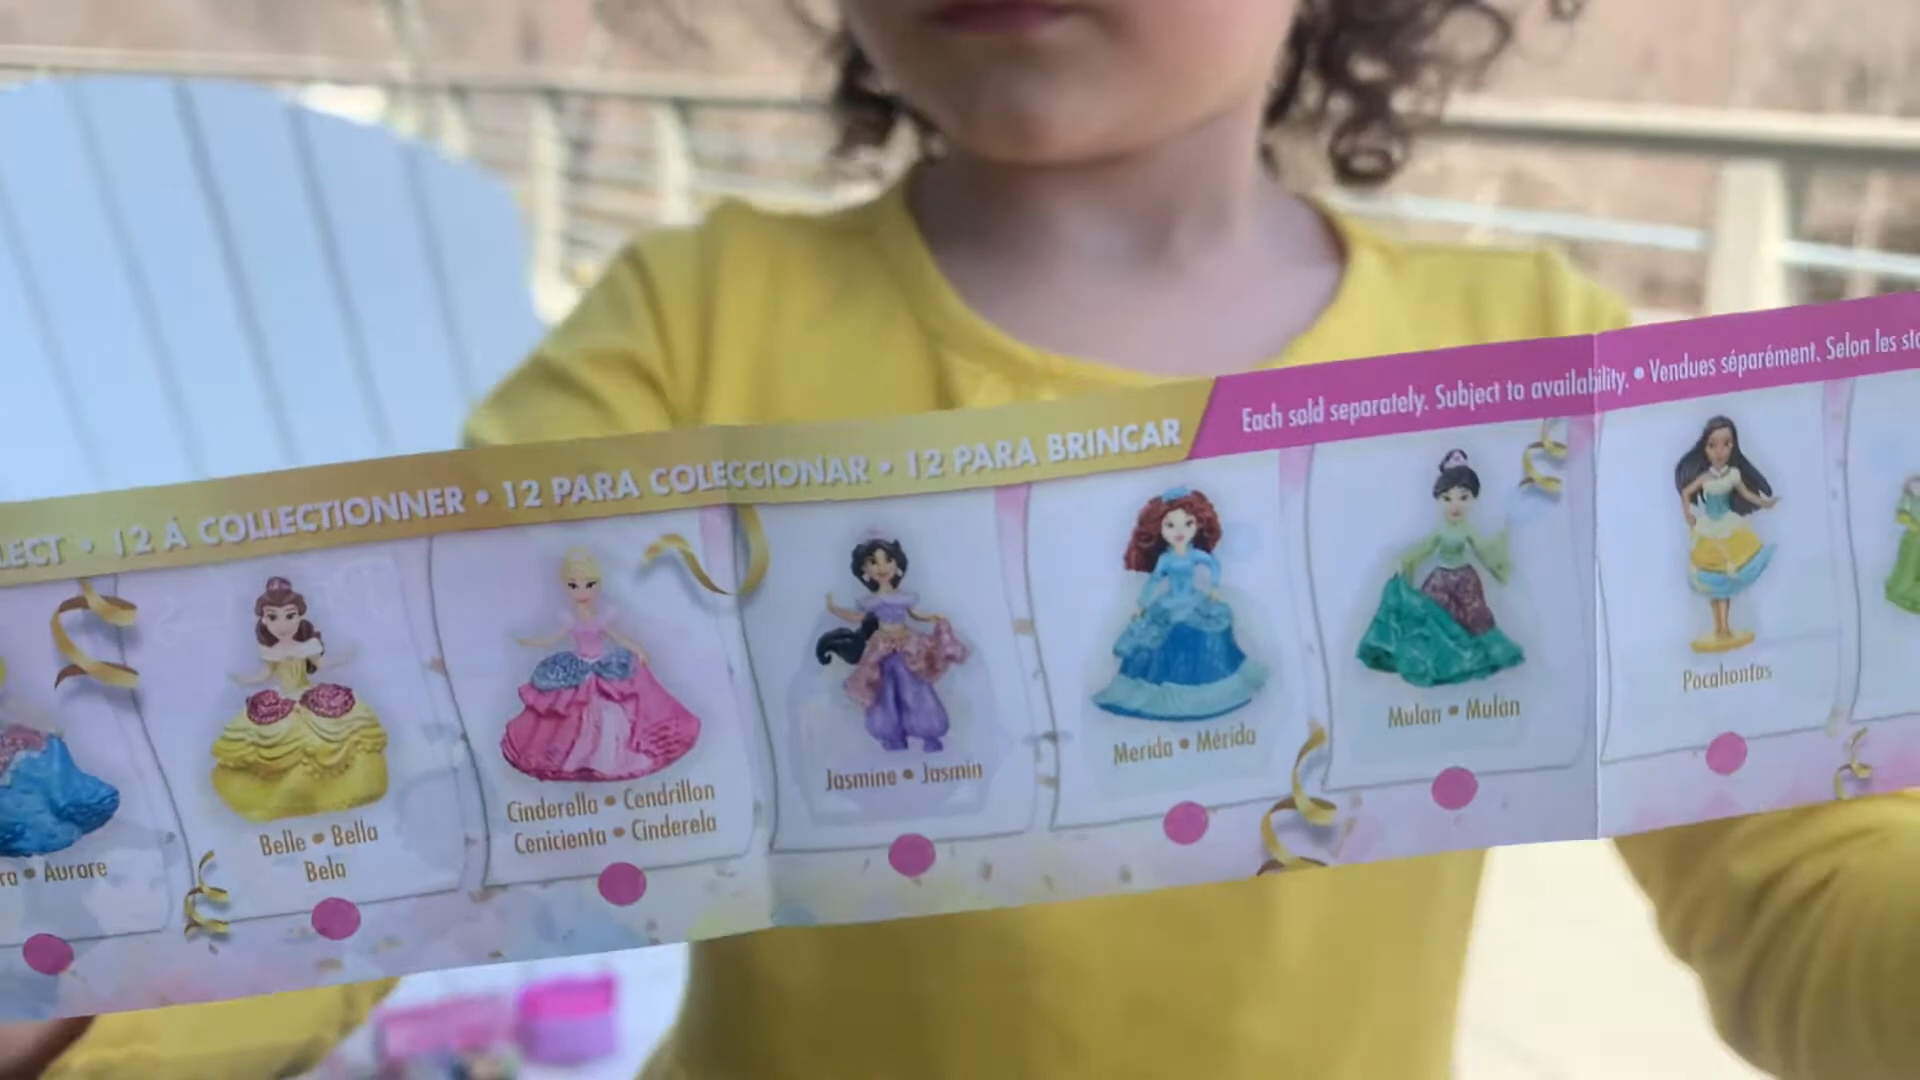 LECT • 12 À COLLECTIONNER • 12 PARA COLECCIONAR • 12 PARA BRINCAR
Each sold separately. Subject to availability. • Vendues séparément. Selon les sto
ra • Aurore
Belle • Bella
Bela
Cinderella • Cendrillon
Cenicienta • Cinderela
Jasmine • Jasmín
Merida • Mérida
Mulan • Mulán
Pocahontas